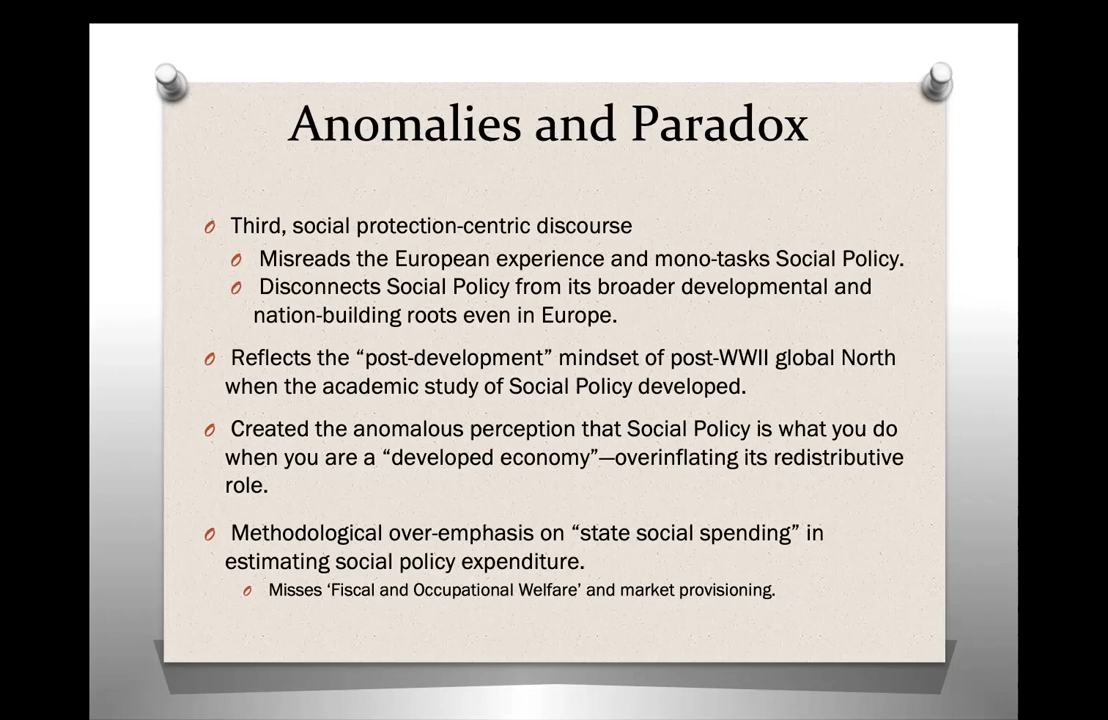 Anomalies and Paradox
Third, social protection-centric discourse
Misreads the European experience and mono-tasks Social Policy.
Disconnects Social Policy from its broader developmental and
nation-building roots even in Europe.
Reflects the “post-development” mindset of post-WWII global North
when the academic study of Social Policy developed.
Created the anomalous perception that Social Policy is what you do
when you are a “developed economy”—overinflating its redistributive
role.
Methodological over-emphasis on “state social spending” in
estimating social policy expenditure.
Misses ‘Fiscal and Occupational Welfare’ and market provisioning.